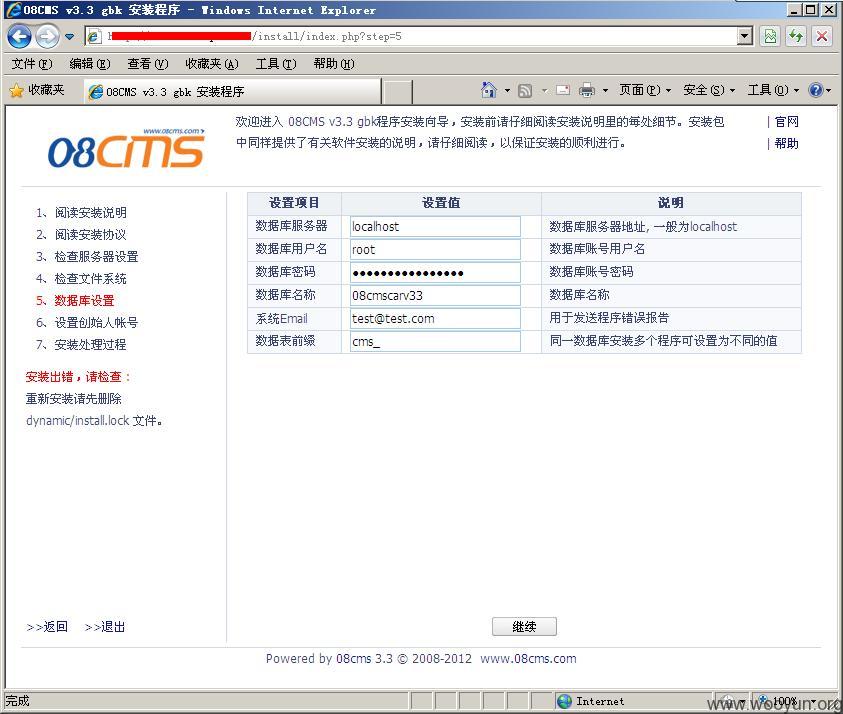 08CMS v3.3 gbk 安装程序 - Windows Internet Explorer
/install/index.php?step=5
文件(F) 编辑(E) 查看(V) 收藏夹(A) 工具(T) 帮助(H)
收藏夹 08CMS v3.3 gbk 安装程序 页面(P) 安全(S) 工具(O)
www.08cms.com
08CMS
欢迎进入 08CMS v3.3 gbk程序安装向导，安装前请仔细阅读安装说明里的每处细节。安装包
中同样提供了有关软件安装的说明，请仔细阅读，以保证安装的顺利进行。
| 官网
| 帮助
1、阅读安装说明
2、阅读安装协议
3、检查服务器设置
4、检查文件系统
5、数据库设置
6、设置创始人帐号
7、安装处理过程
安装出错，请检查：
重新安装请先删除
dynamic/install.lock 文件。
>>返回 >>退出
设置项目 设置值 说明
数据库服务器 localhost 数据库服务器地址, 一般为localhost
数据库用户名 root 数据库账号用户名
数据库密码 ●●●●●●●●●●●●●●●● 数据库账号密码
数据库名称 08cmscarv33 数据库名称
系统Email test@test.com 用于发送程序错误报告
数据表前缀 cms_ 同一数据库安装多个程序可设置为不同的值
继续
Powered by 08cms 3.3 © 2008-2012 www.08cms.com
完成 Internet 100%
www.wooyun.org